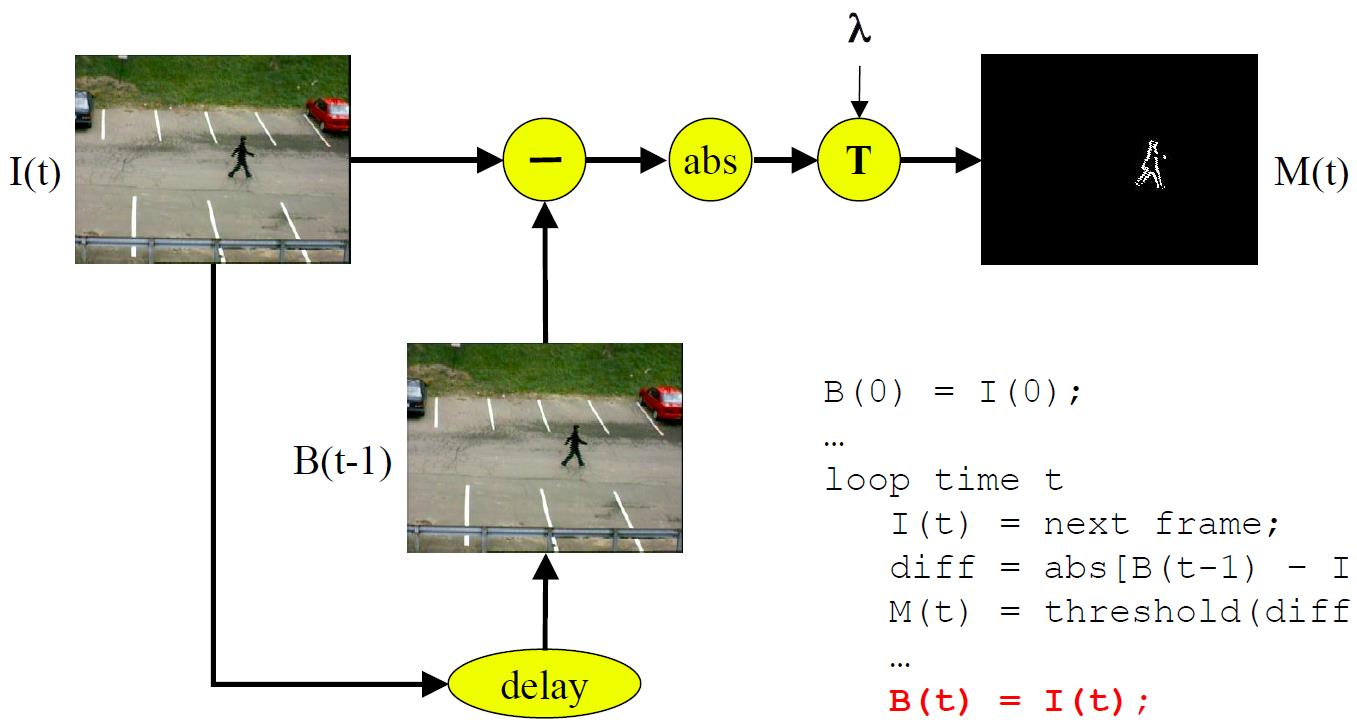 λ
I(t)
–
abs
T
M(t)
B(t-1)
delay
B(0) = I(0);
…
loop time t
I(t) = next frame;
diff = abs[B(t-1) – I
M(t) = threshold(diff
…
B(t) = I(t);